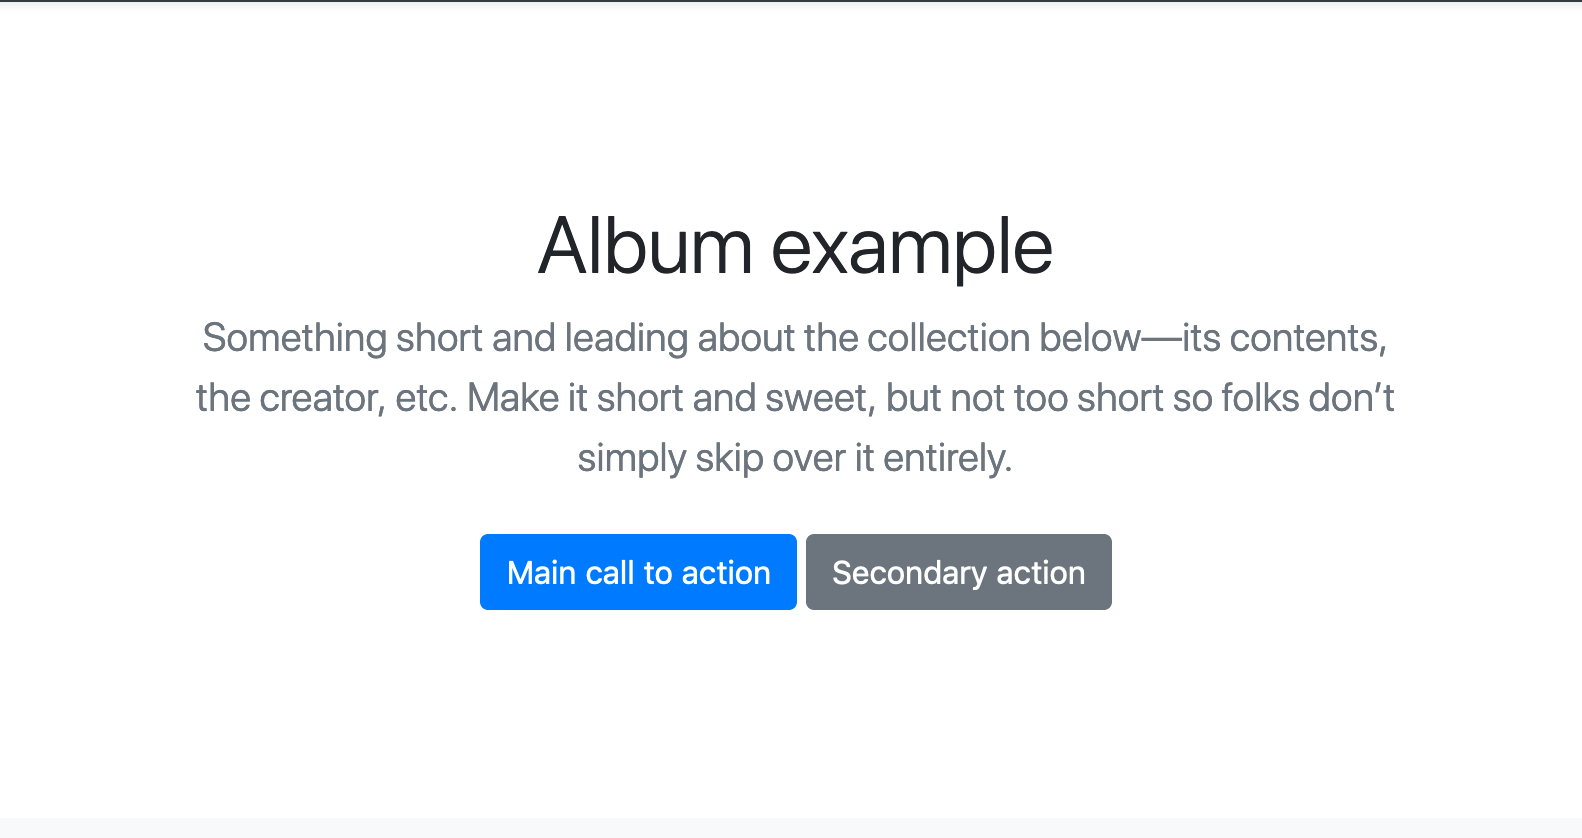 Album example
Something short and leading about the collection below—its contents,
the creator, etc. Make it short and sweet, but not too short so folks don’t
simply skip over it entirely.
Main call to action
Secondary action